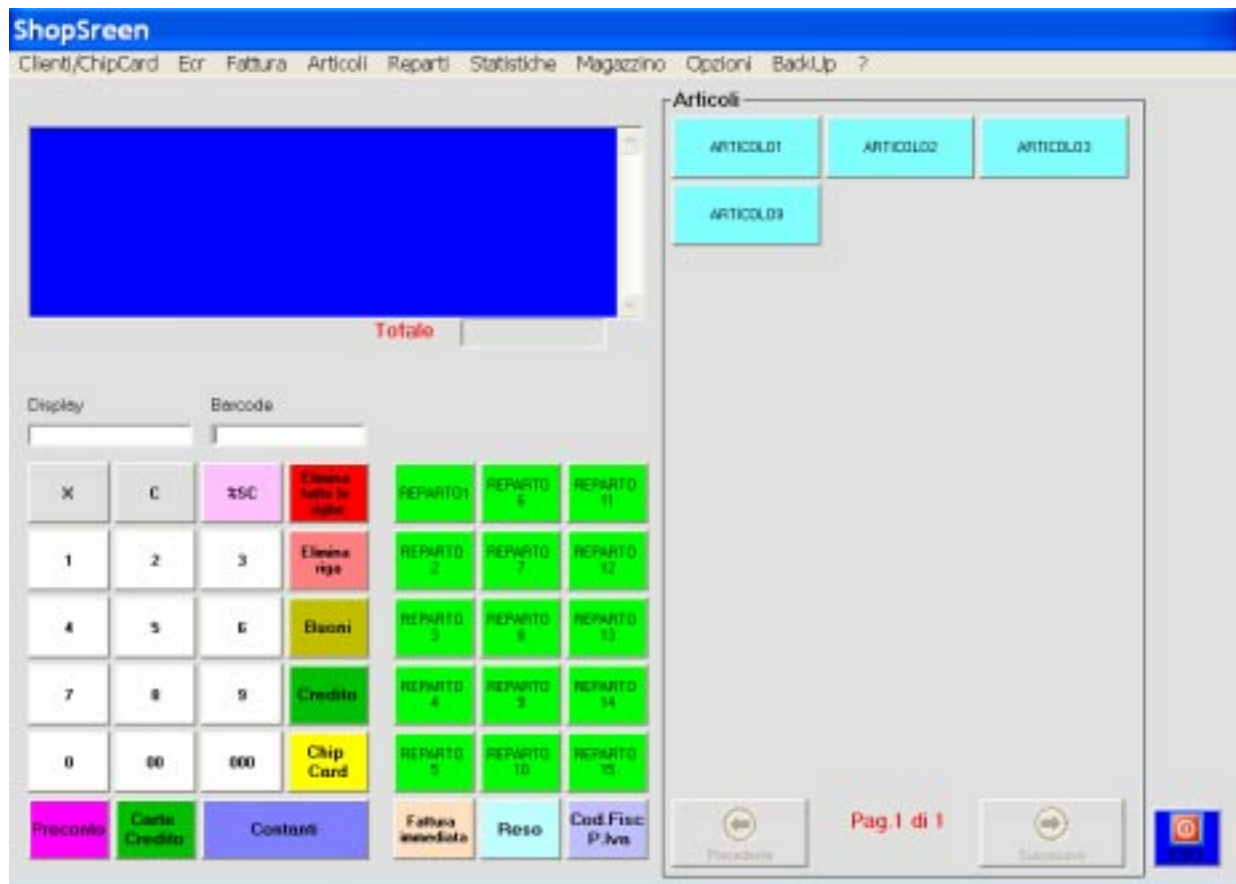 ShopSreen
Clienti/ChipCard Ecr Fattura Articoli Reparti Statistiche Magazzino Opzioni BackUp ?
Articoli
ARTICOLO1 ARTICOLO2 ARTICOLO3
ARTICOLO9
Totale
Display Barcode
X C %SC Elimina tutte le righe
1 2 3 Elimina riga
4 5 6 Buoni
7 8 9 Credito
0 00 000 Chip Card
Preconto Carte Credito Contanti
REPARTO1 REPARTO 6 REPARTO 11
REPARTO 2 REPARTO 7 REPARTO 12
REPARTO 3 REPARTO 8 REPARTO 13
REPARTO 4 REPARTO 9 REPARTO 14
REPARTO 5 REPARTO 10 REPARTO 15
Fattura immediata Reso Cod.Fisc P.Iva
Precedente Pag.1 di 1 Successivo